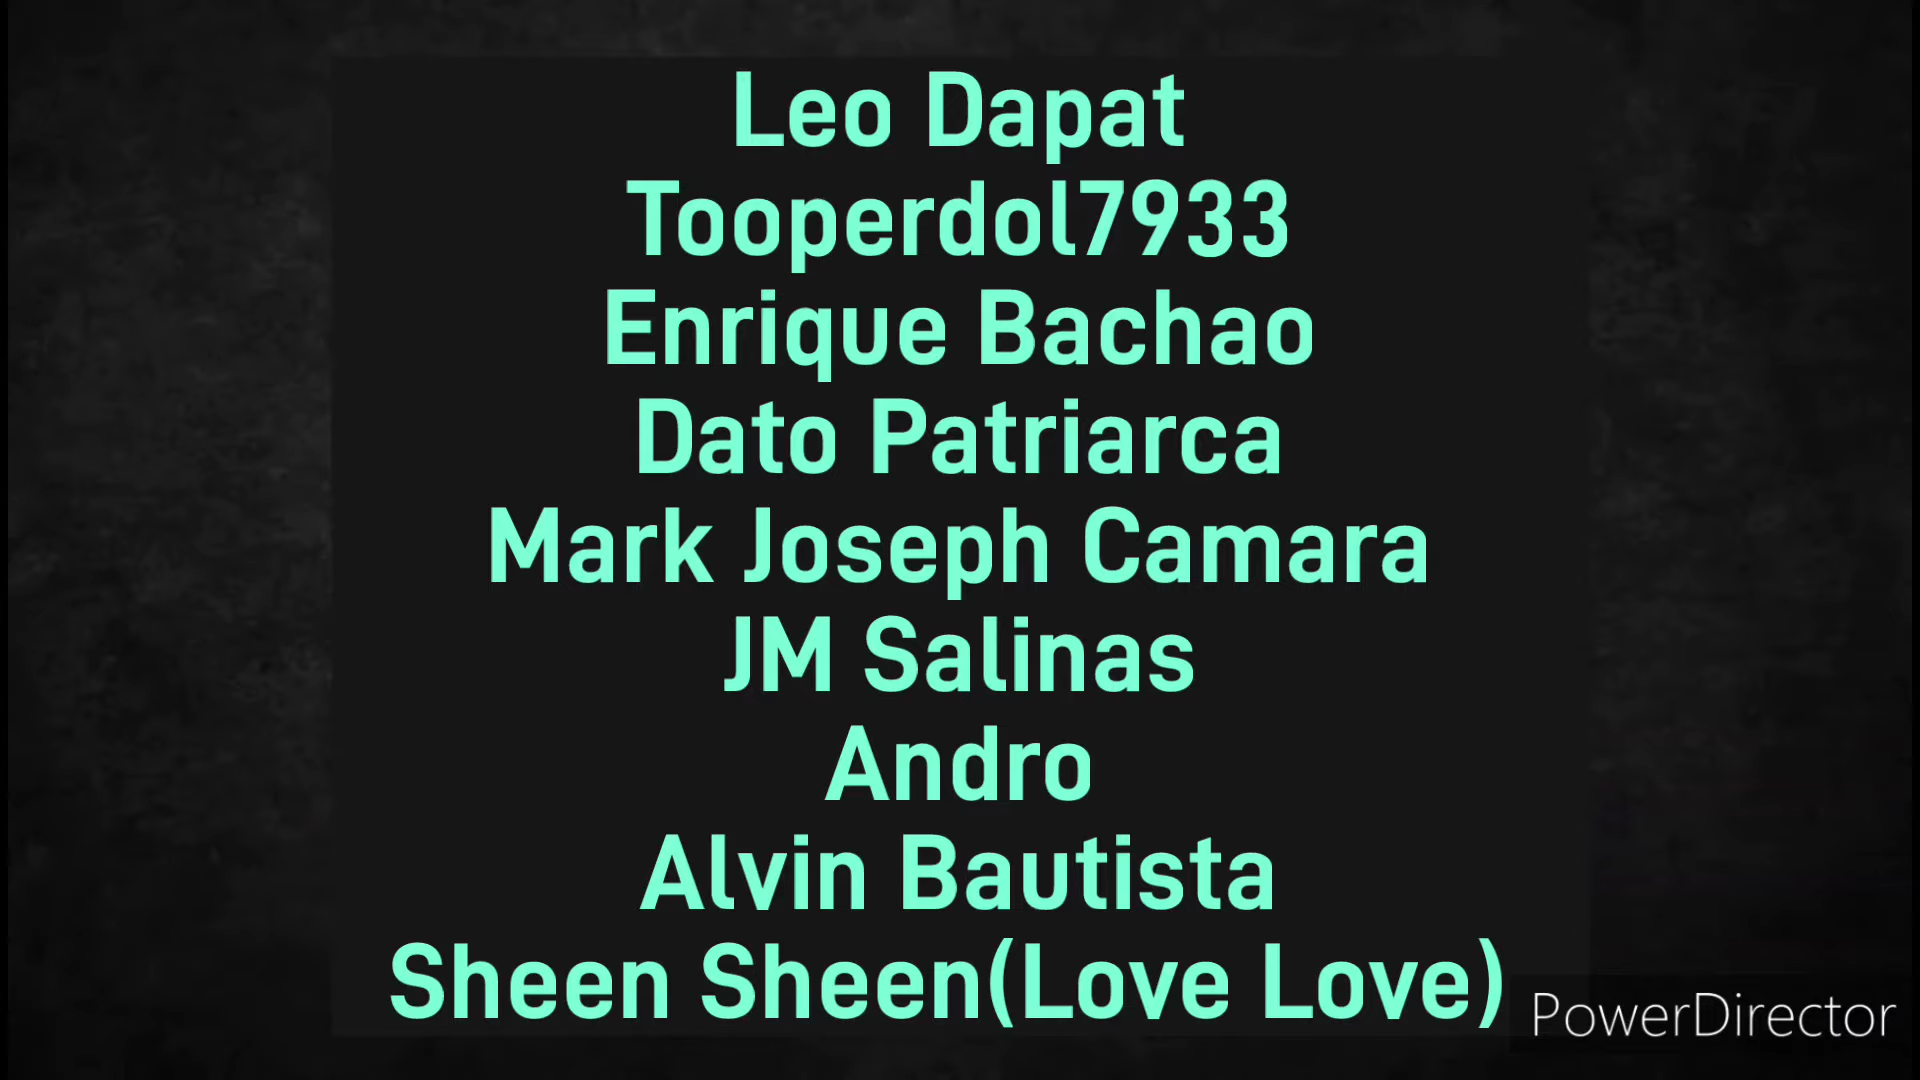 Leo Dapat
Tooperdol7933
Enrique Bachao
Dato Patriarca
Mark Joseph Camara
JM Salinas
Andro
Alvin Bautista
Sheen Sheen(Love Love)
PowerDirector